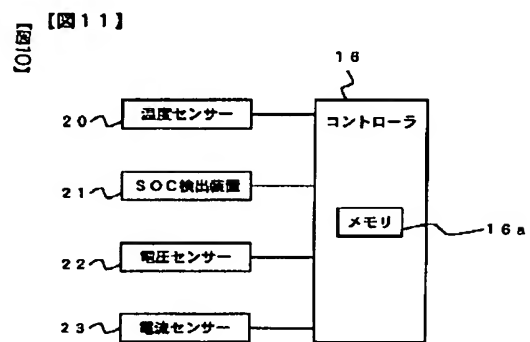 【図11】
【図10】
16
20 温度センサー
コントローラ
21 SOC検出装置
メモリ
16a
22 電圧センサー
23 電流センサー